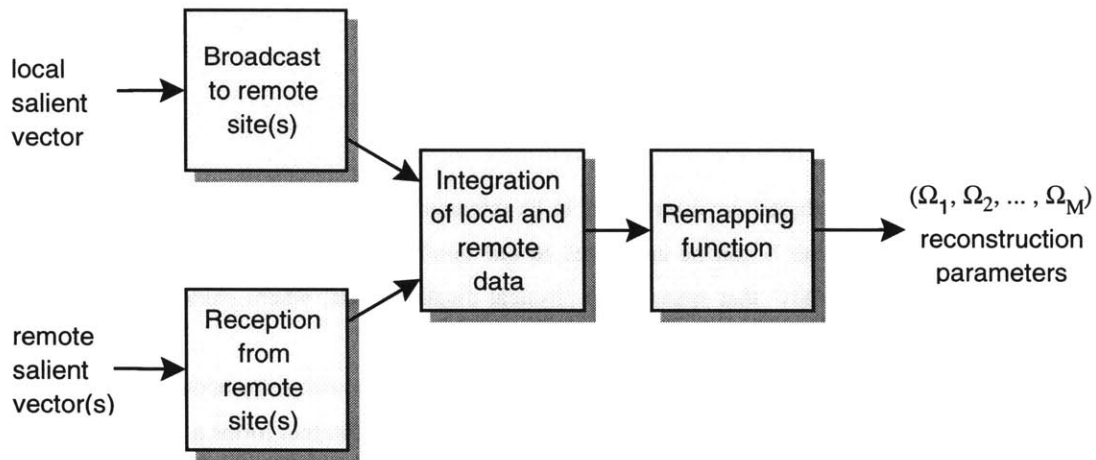 local
salient
vector
Broadcast
to remote
site(s)
Integration
of local and
remote
data
Remapping
function
(Ω1, Ω2, ... , ΩM)
reconstruction
parameters
remote
salient
vector(s)
Reception
from
remote
site(s)